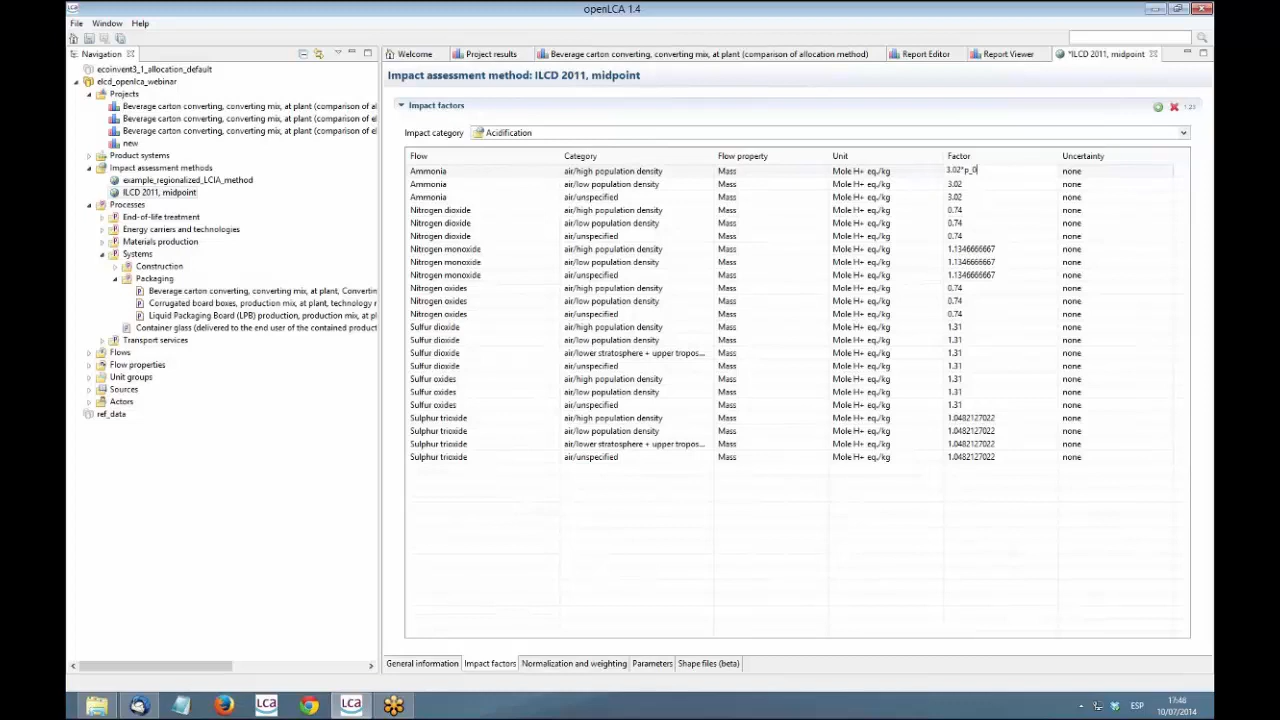 openLCA 1.4
File Window Help
Navigation
ecoinvent3_1_allocation_default
elcd_openlca_webinar
Projects
Beverage carton converting, converting mix, at plant (comparison of al
Beverage carton converting, converting mix, at plant (comparison of al
Beverage carton converting, converting mix, at plant (comparison of al
new
Product systems
Impact assessment methods
example_regionalized_LCIA_method
ILCD 2011, midpoint
Processes
End-of-life treatment
Energy carriers and technologies
Materials production
Systems
Construction
Packaging
Beverage carton converting, converting mix, at plant, Convertin
Corrugated board boxes, production mix, at plant, technology r
Liquid Packaging Board (LPB) production, production mix, at pl
Container glass (delivered to the end user of the contained product
Transport services
Flows
Flow properties
Unit groups
Sources
Actors
ref_data
Welcome Project results Beverage carton converting, converting mix, at plant (comparison of allocation method) Report Editor Report Viewer *ILCD 2011, midpoint
Impact assessment method: ILCD 2011, midpoint
Impact factors
1.23
Impact category Acidification
Flow Category Flow property Unit Factor Uncertainty
Ammonia air/high population density Mass Mole H+ eq./kg 3.02*p_0 none
Ammonia air/low population density Mass Mole H+ eq./kg 3.02 none
Ammonia air/unspecified Mass Mole H+ eq./kg 3.02 none
Nitrogen dioxide air/high population density Mass Mole H+ eq./kg 0.74 none
Nitrogen dioxide air/low population density Mass Mole H+ eq./kg 0.74 none
Nitrogen dioxide air/unspecified Mass Mole H+ eq./kg 0.74 none
Nitrogen monoxide air/high population density Mass Mole H+ eq./kg 1.1346666667 none
Nitrogen monoxide air/low population density Mass Mole H+ eq./kg 1.1346666667 none
Nitrogen monoxide air/unspecified Mass Mole H+ eq./kg 1.1346666667 none
Nitrogen oxides air/high population density Mass Mole H+ eq./kg 0.74 none
Nitrogen oxides air/low population density Mass Mole H+ eq./kg 0.74 none
Nitrogen oxides air/unspecified Mass Mole H+ eq./kg 0.74 none
Sulfur dioxide air/high population density Mass Mole H+ eq./kg 1.31 none
Sulfur dioxide air/low population density Mass Mole H+ eq./kg 1.31 none
Sulfur dioxide air/lower stratosphere + upper tropos... Mass Mole H+ eq./kg 1.31 none
Sulfur dioxide air/unspecified Mass Mole H+ eq./kg 1.31 none
Sulfur oxides air/high population density Mass Mole H+ eq./kg 1.31 none
Sulfur oxides air/low population density Mass Mole H+ eq./kg 1.31 none
Sulfur oxides air/unspecified Mass Mole H+ eq./kg 1.31 none
Sulphur trioxide air/high population density Mass Mole H+ eq./kg 1.0482127022 none
Sulphur trioxide air/low population density Mass Mole H+ eq./kg 1.0482127022 none
Sulphur trioxide air/lower stratosphere + upper tropos... Mass Mole H+ eq./kg 1.0482127022 none
Sulphur trioxide air/unspecified Mass Mole H+ eq./kg 1.0482127022 none
General information Impact factors Normalization and weighting Parameters Shape files (beta)
LCA LCA ESP 17:48
10/07/2014